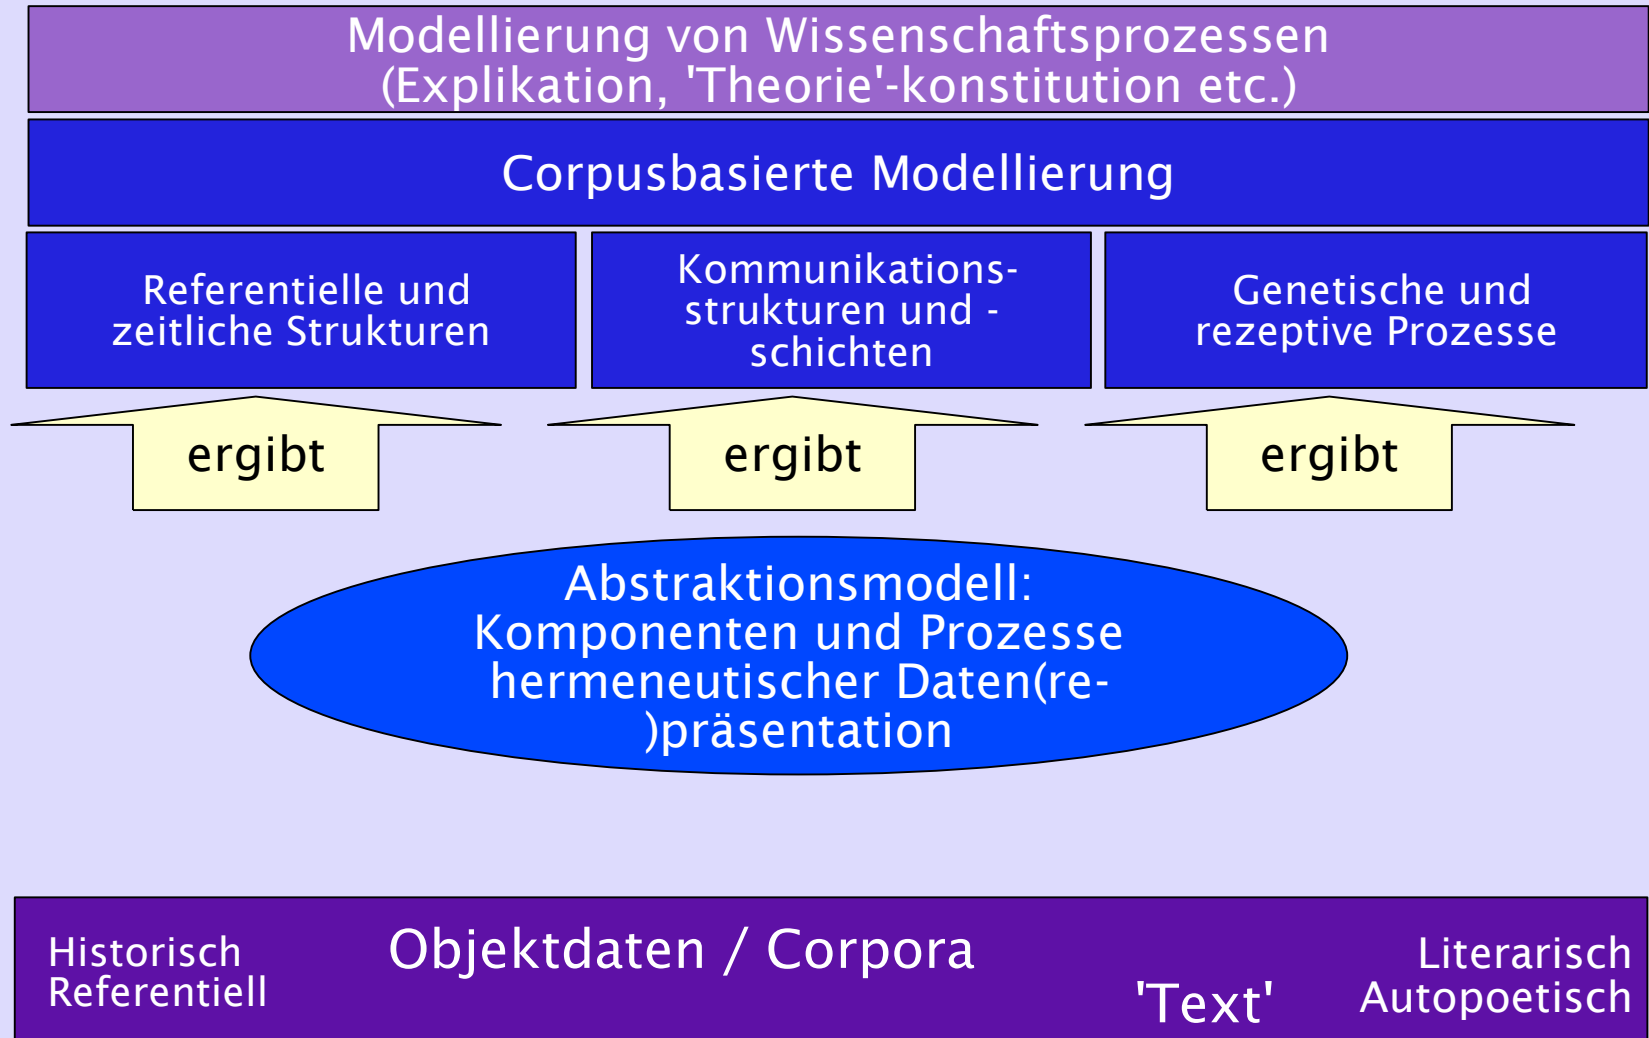 Modellierung von Wissenschaftsprozessen
(Explikation, 'Theorie'-konstitution etc.)
Corpusbasierte Modellierung
Referentielle und
zeitliche Strukturen
Kommunikations-
strukturen und -
schichten
Genetische und
rezeptive Prozesse
ergibt
ergibt
ergibt
Abstraktionsmodell:
Komponenten und Prozesse
hermeneutischer Daten(re-
)präsentation
Historisch
Referentiell
Objektdaten / Corpora
'Text'
Literarisch
Autopoetisch